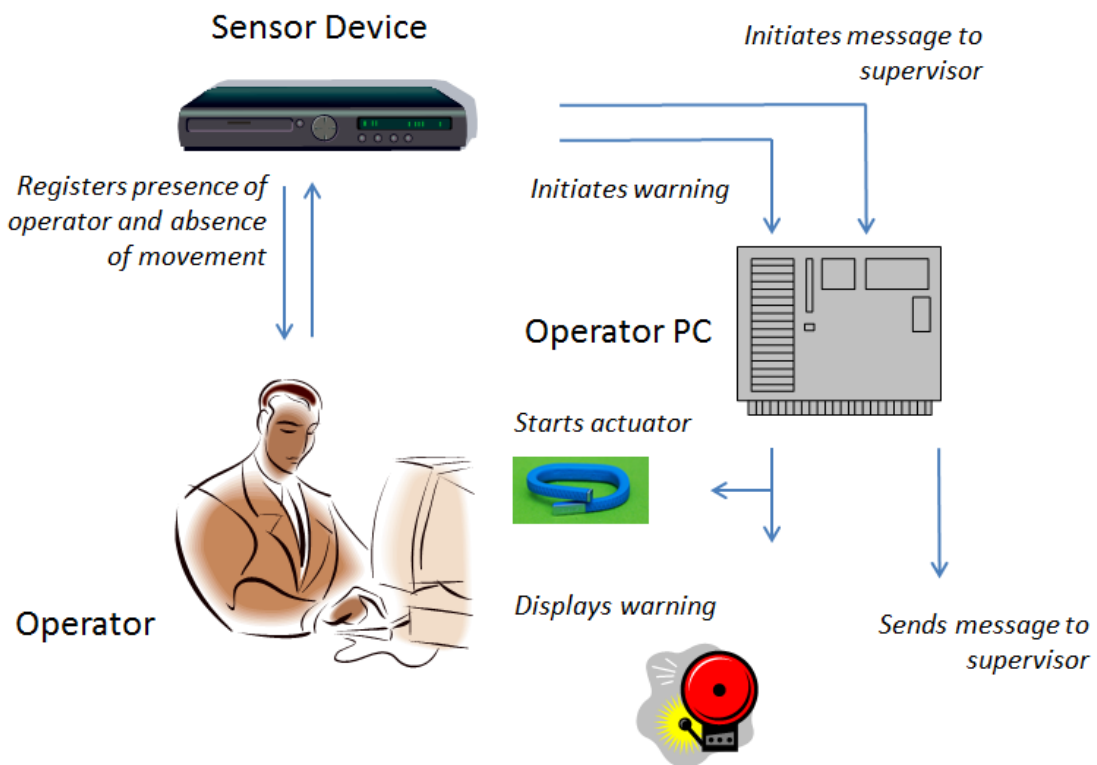 Sensor Device
Initiates message to
supervisor
Registers presence of
operator and absence
of movement
Initiates warning
Operator PC
Starts actuator
Displays warning
Operator
Sends message to
supervisor